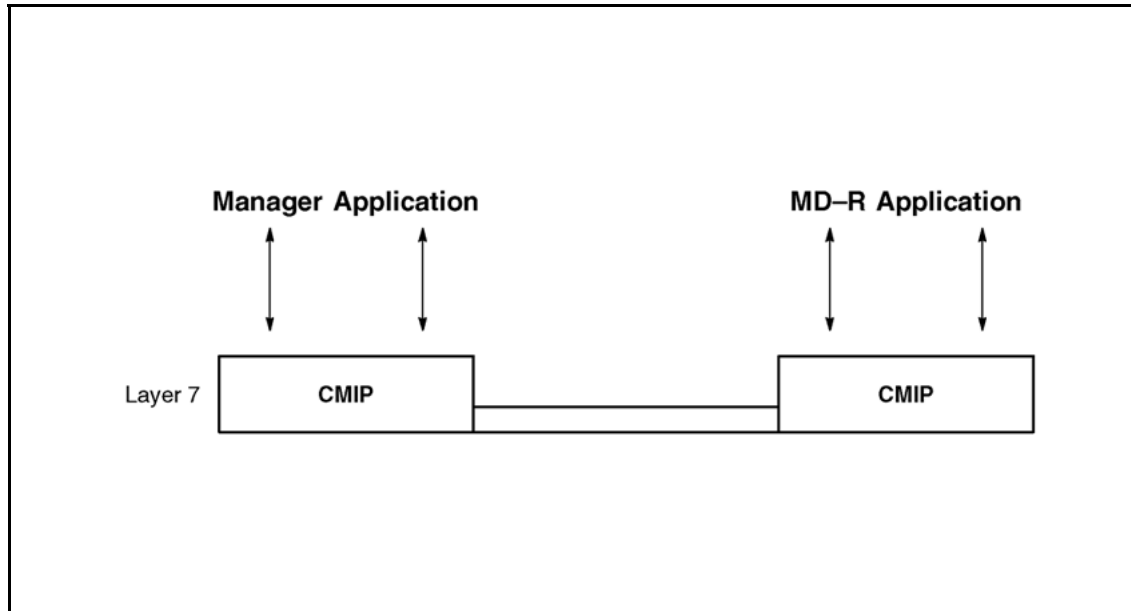 Manager Application
MD–R Application
Layer 7
CMIP
CMIP